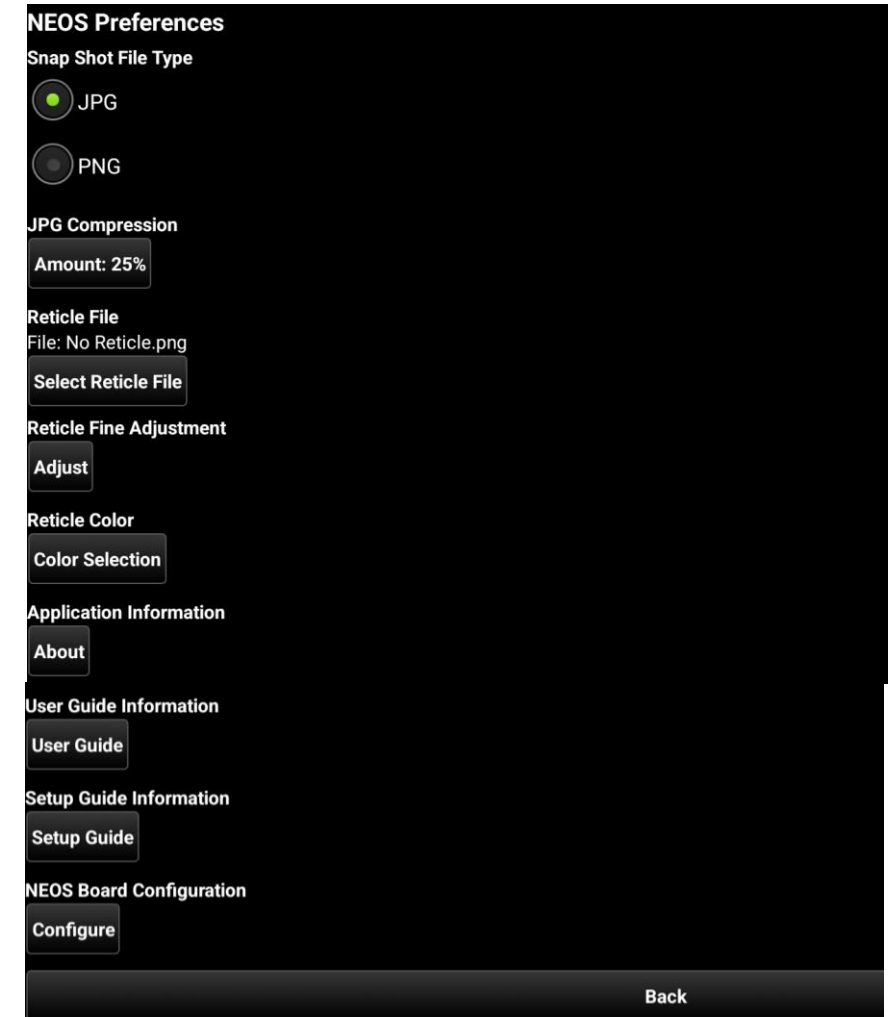 NEOS Preferences
Snap Shot File Type
JPG
PNG
JPG Compression
Amount: 25%
Reticle File
File: No Reticle.png
Select Reticle File
Reticle Fine Adjustment
Adjust
Reticle Color
Color Selection
Application Information
About
User Guide Information
User Guide
Setup Guide Information
Setup Guide
NEOS Board Configuration
Configure
Back